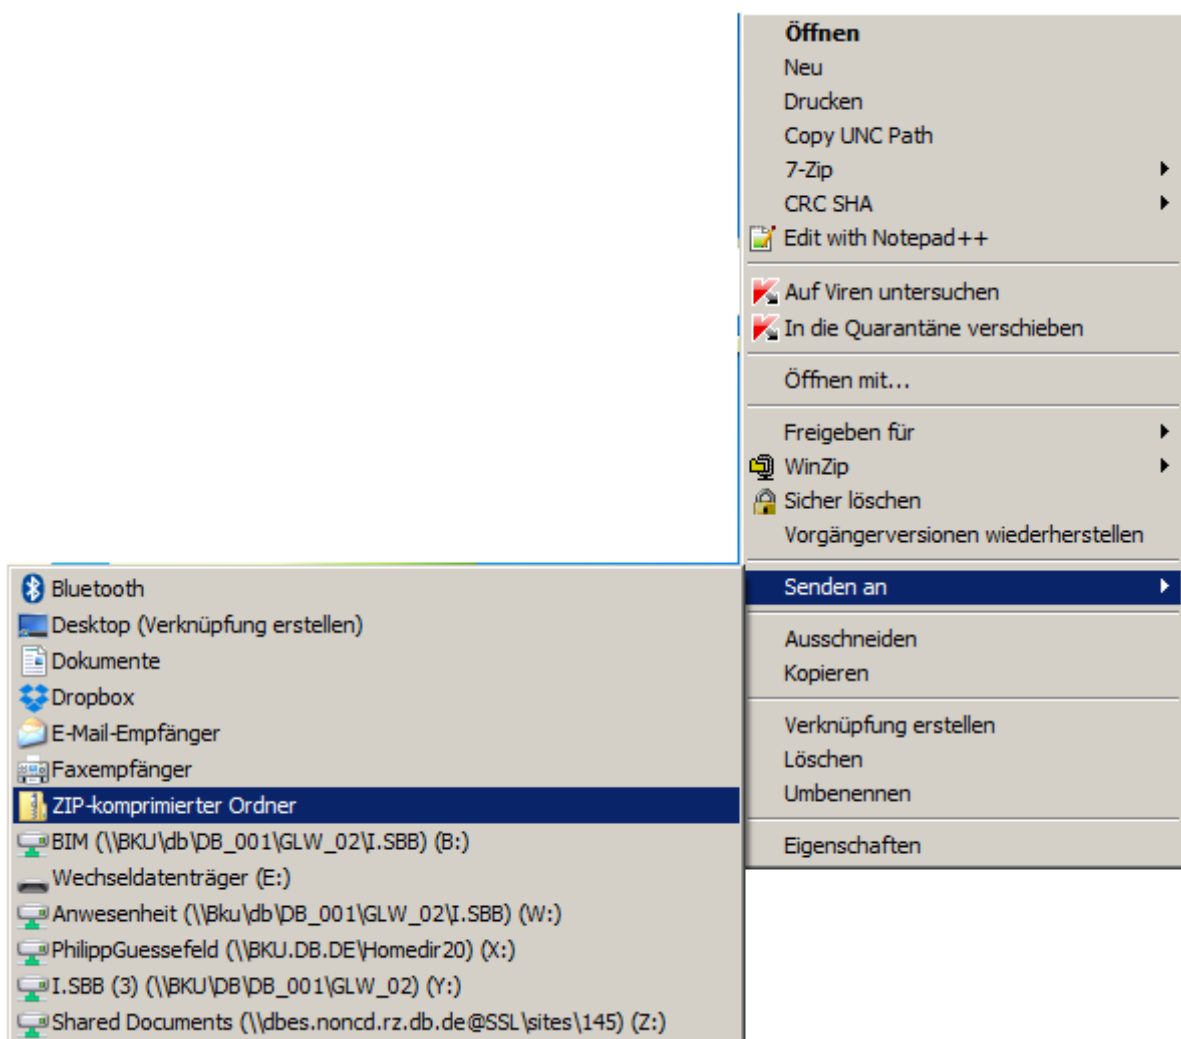 Öffnen
Neu
Drucken
Copy UNC Path
7-Zip
CRC SHA
Edit with Notepad++
Auf Viren untersuchen
In die Quarantäne verschieben
Öffnen mit...
Freigeben für
WinZip
Sicher löschen
Vorgängerversionen wiederherstellen
Senden an
Ausschneiden
Kopieren
Verknüpfung erstellen
Löschen
Umbenennen
Eigenschaften
Bluetooth
Desktop (Verknüpfung erstellen)
Dokumente
Dropbox
E-Mail-Empfänger
Faxempfänger
ZIP-komprimierter Ordner
BIM (\\BKU\db\DB_001\GLW_02\I.SBB) (B:)
Wechseldatenträger (E:)
Anwesenheit (\\Bku\db\DB_001\GLW_02\I.SBB) (W:)
PhilippGuessefeld (\\BKU.DB.DE\Homedir20) (X:)
I.SBB (3) (\\BKU\DB\DB_001\GLW_02) (Y:)
Shared Documents (\\dbes.noncd.rz.db.de@SSL\sites\145) (Z:)